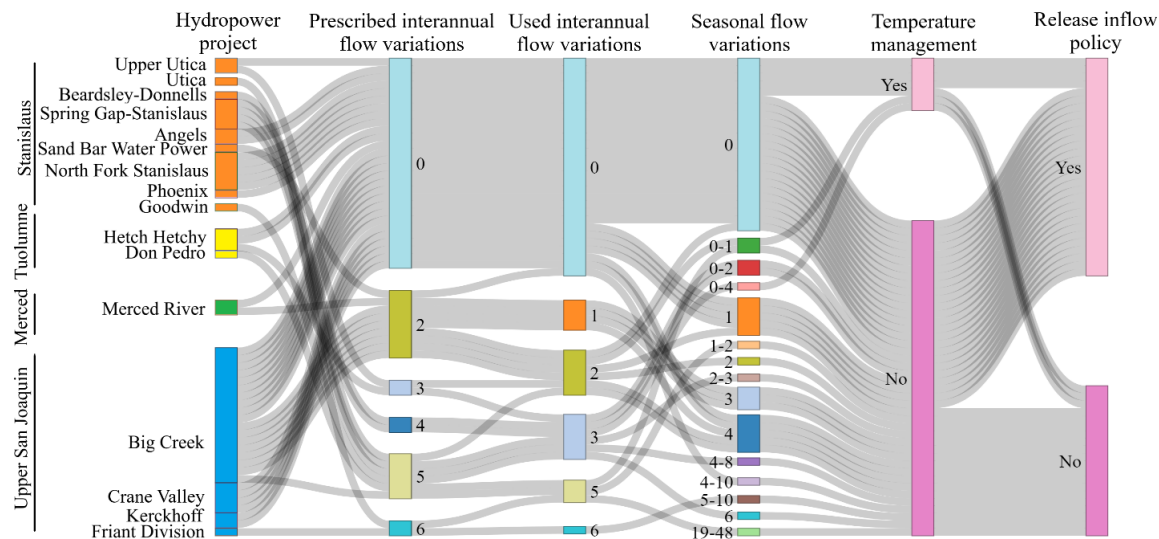 Hydropower
project
Prescribed interannual
flow variations
Used interannual
flow variations
Seasonal flow
variations
Temperature
management
Release inflow
policy
Stanislaus
Upper Utica
Utica
Beardsley-Donnells
Spring Gap-Stanislaus
Angels
Sand Bar Water Power
North Fork Stanislaus
Phoenix
Goodwin
Tuolumne
Hetch Hetchy
Don Pedro
Merced
Merced River
Upper San Joaquin
Big Creek
Crane Valley
Kerckhoff
Friant Division
0
2
3
4
5
6
0
1
2
3
5
6
0
0-1
0-2
0-4
1
1-2
2
2-3
3
4
4-8
4-10
5-10
6
19-48
Yes
No
Yes
No